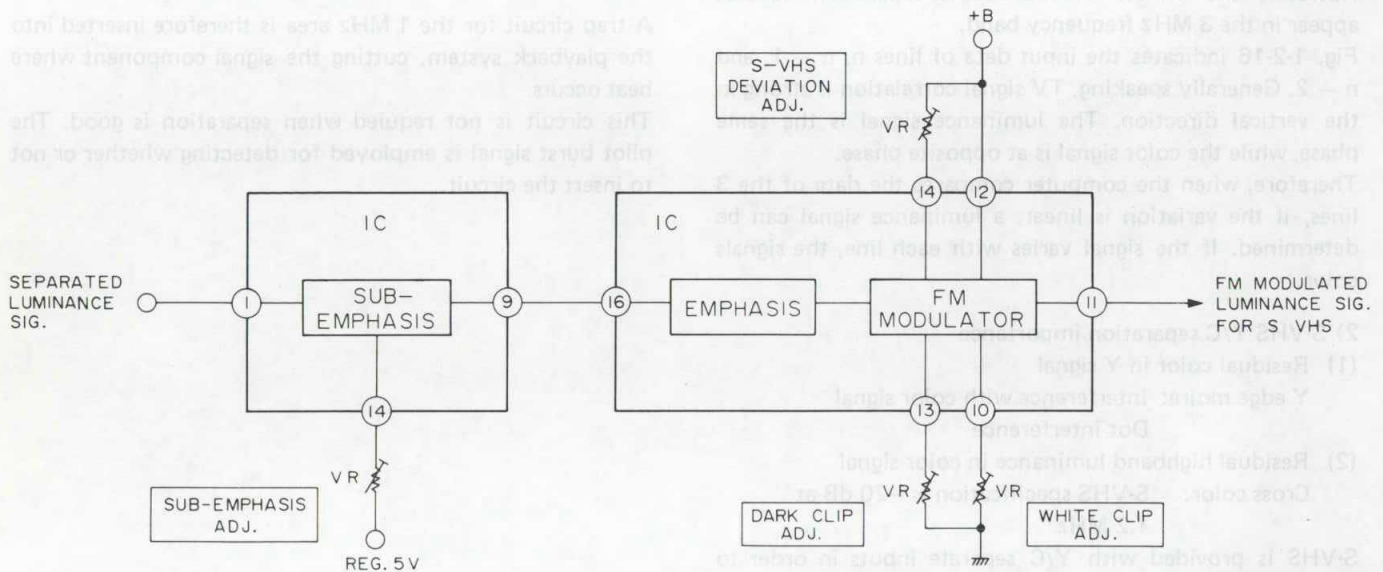 +B
appear in the 3 MHz frequency
A trap circuit for the 1 MHz area is therefore inserted into
the playback system, cutting the signal component where
beat occurs
This circuit is not requied when separation is good. The
pilot burst signal is employed for detecting whether or not
to insert the circuit.
Fig. 1-2-16 indicates the input data of lines n, and
n – 2. Generally speaking, TV signal correlation
the vertical direction. The luminance signal is the same
phase, while the color signal is at opposite phase.
Therefore, when the computer the data of the 3
lines, if the variation is linear, a luminance signal can be
determined. If the signal varies with each line, the signals
S-VHS
DEVIATION
ADJ.
VR
14
12
IC
IC
SEPARATED
LUMINANCE
SIG.
1
SUB-
EMPHASIS
9
16
EMPHASIS
FM
MODULATOR
11
FM MODULATED
LUMINANCE SIG.
FOR S VHS
2) S-VHS Y/C separation importance
(1) Residual color in Y signal
Y edge moire: Interference with color signal
Dot interference
(2) Residual highband luminance in color signal
Cross color: S-VHS specification 20 dB at
S-VHS is provided with Y/C separate inputs in order to
14
13
10
VR
VR
VR
SUB-EMPHASIS
ADJ.
DARK CLIP
ADJ.
WHITE CLIP
ADJ.
REG. 5V